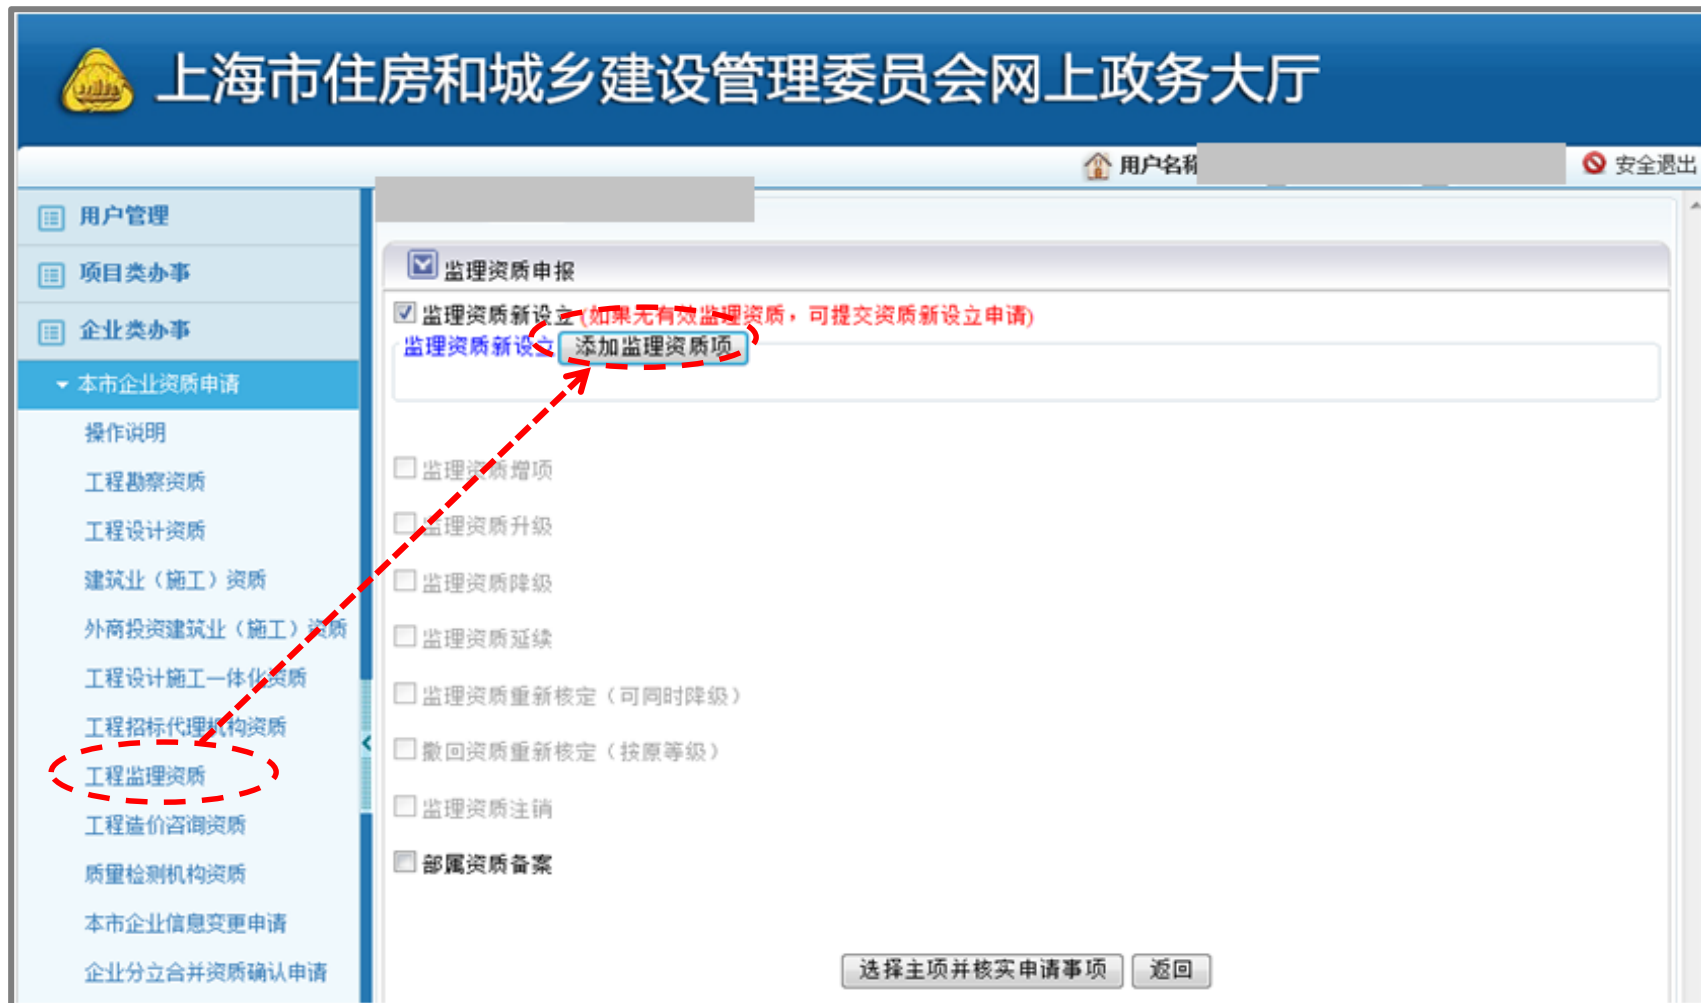 上海市住房和城乡建设管理委员会网上政务大厅
用户名称
安全退出
用户管理
项目类办事
企业类办事
本市企业资质申请
操作说明
工程勘察资质
工程设计资质
建筑业（施工）资质
外商投资建筑业（施工）资质
工程设计施工一体化资质
工程招标代理机构资质
工程监理资质
工程造价咨询资质
质量检测机构资质
本市企业信息变更申请
企业分立合并资质确认申请
监理资质申报
监理资质新设立 (如果无有效监理资质，可提交资质新设立申请)
监理资质新设立 添加监理资质项
监理资质增项
监理资质升级
监理资质降级
监理资质延续
监理资质重新核定（可同时降级）
撤回资质重新核定（按原等级）
监理资质注销
部属资质备案
选择主项并核实申请事项 返回